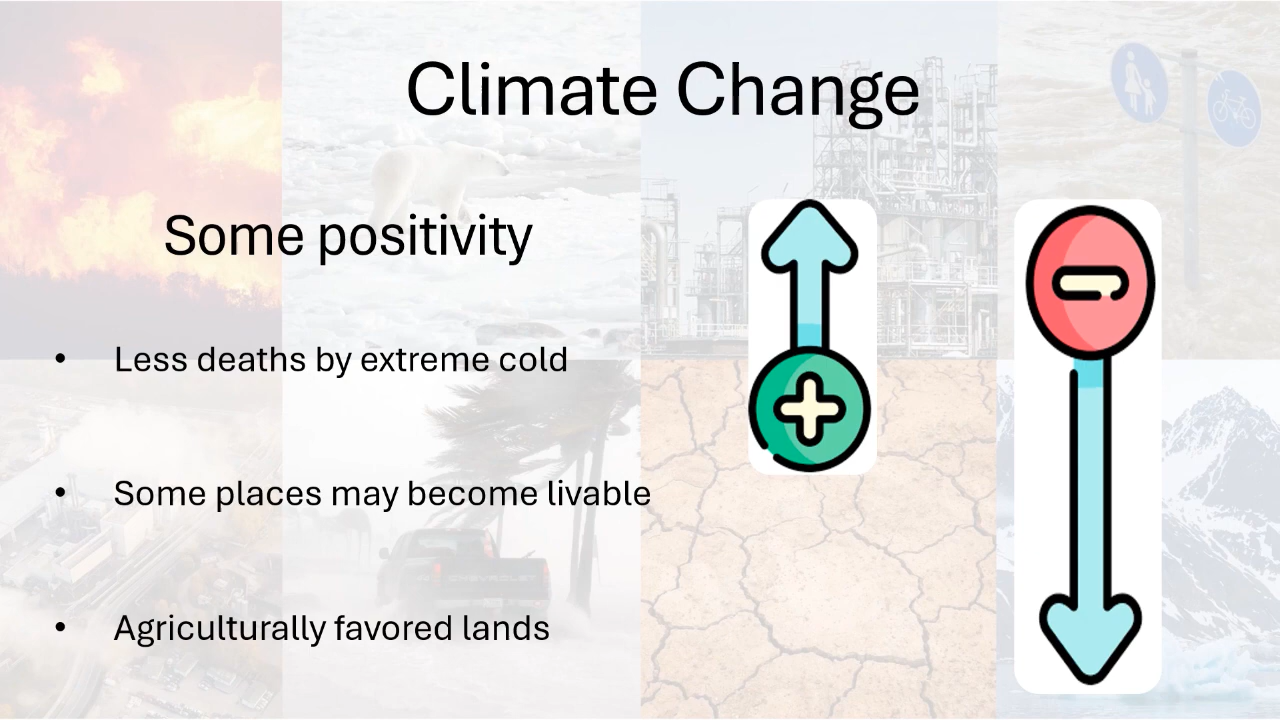 Climate Change
Some positivity
• Less deaths by extreme cold
• Some places may become livable
• Agriculturally favored lands